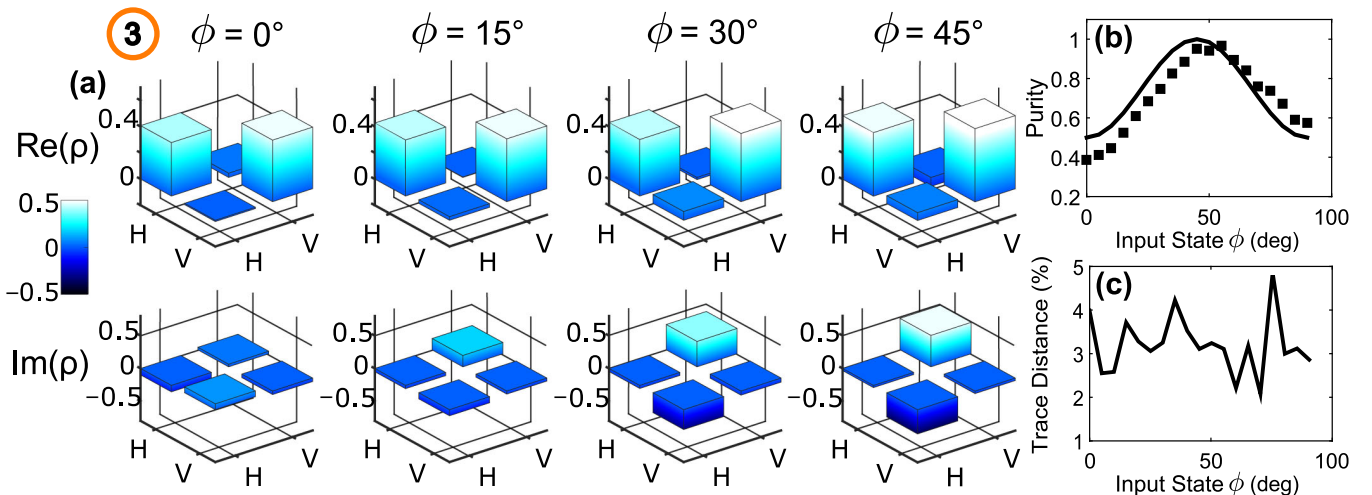 3 ϕ = 0° ϕ = 15° ϕ = 30° ϕ = 45°
(a)
Re(ρ)
0.4 0.4 0.4 0.4
0 0 0 0
0.5
0
−0.5
H V H V H V H V H V H V H V H V
Im(ρ)
0.5 0.5 0.5 0.5
0 0 0 0
−0.5 −0.5 −0.5 −0.5
H V H V H V H V H V H V H V H V
(b)
Purity
1
0.8
0.6
0.4
0.2
0 50 100
Input State ϕ (deg)
(c)
Trace Distance (%)
5
4
3
2
1
0 50 100
Input State ϕ (deg)